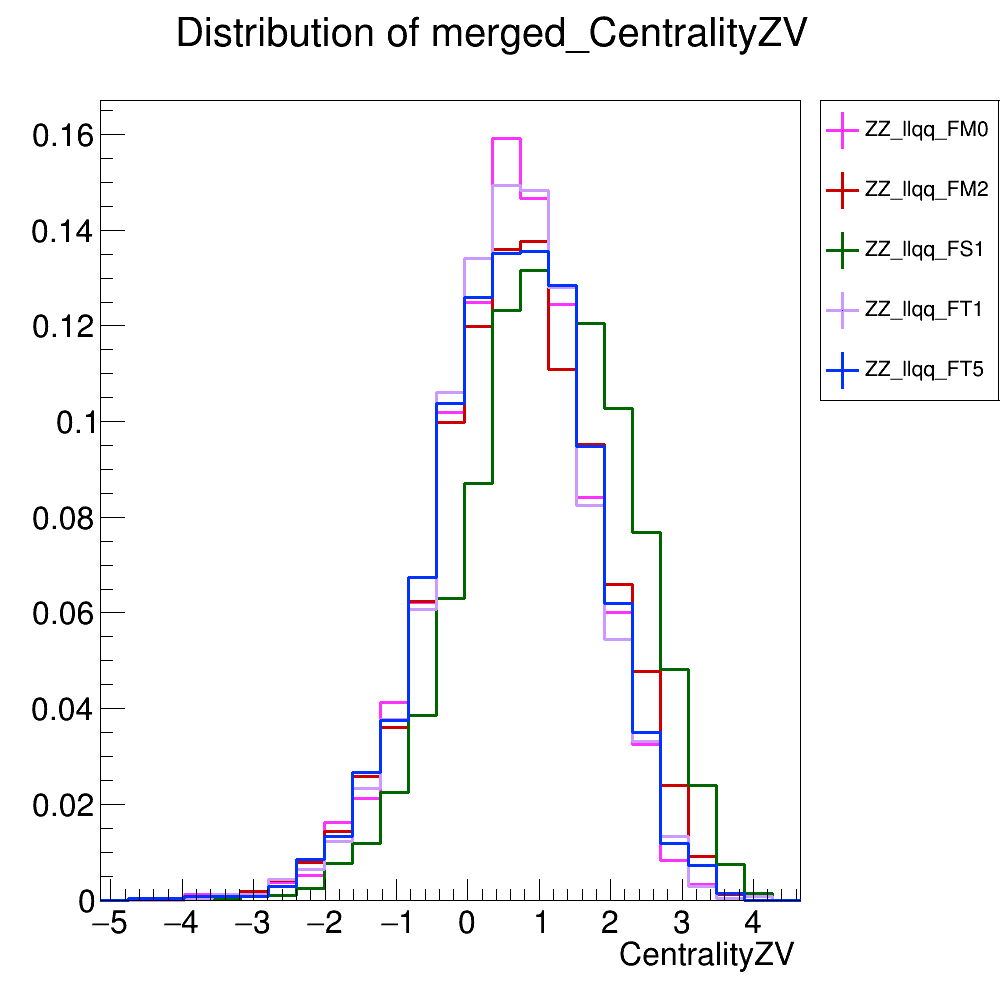 Distribution of merged_CentralityZV
0.16
0.14
0.12
0.1
0.08
0.06
0.04
0.02
0
−5 −4 −3 −2 −1 0 1 2 3 4
CentralityZV
ZZ_llqq_FM0
ZZ_llqq_FM2
ZZ_llqq_FS1
ZZ_llqq_FT1
ZZ_llqq_FT5